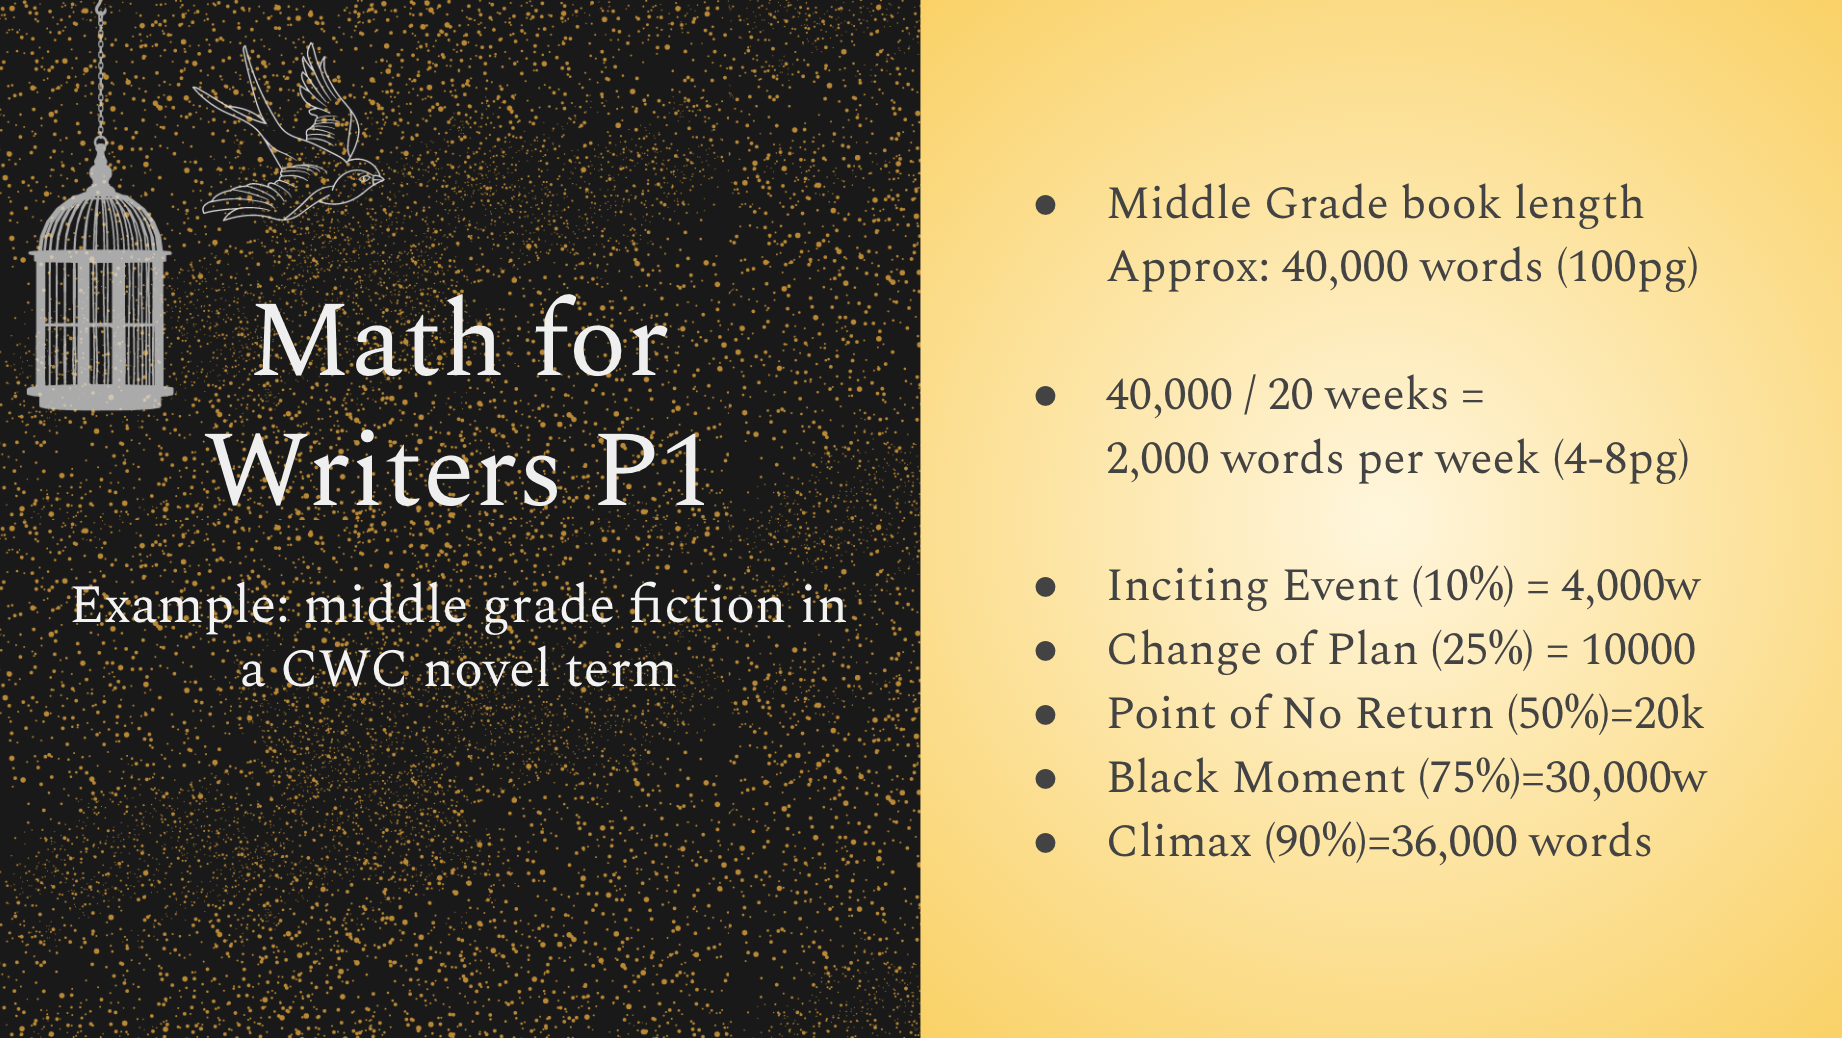 Math for
Writers P1
Example: middle grade fiction in
a CWC novel term
● Middle Grade book length
Approx: 40,000 words (100pg)
● 40,000 / 20 weeks =
2,000 words per week (4-8pg)
● Inciting Event (10%) = 4,000w
● Change of Plan (25%) = 10000
● Point of No Return (50%)=20k
● Black Moment (75%)=30,000w
● Climax (90%)=36,000 words